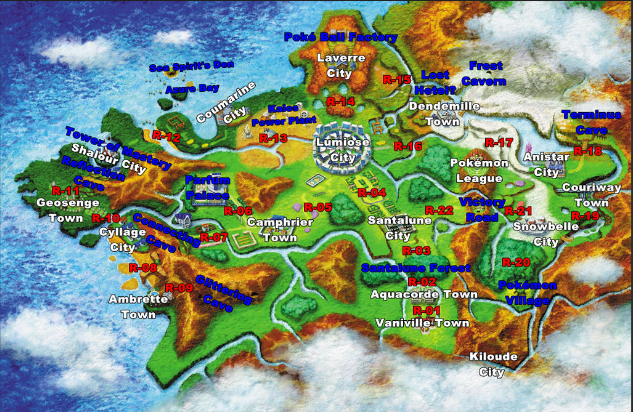 Poké Ball Factory
Laverre
City
Sea Spirit's Den
Azure Bay
R-15
Lost
Hotel?
Frost
Cavern
Coumarine
City
R-14
Dendemille
Town
Kalos
Power Plant
Terminus
Cave
R-12
R-13
Lumiose
City
R-16
R-17
R-18
Tower of Mastery
Shalour City
Reflection
Cave
Pokémon
League
Anistar
City
R-11
Parfum
Palace
R-04
Couriway
Town
Geosenge
Town
R-10
R-06
R-05
Victory
Road
R-22
R-21
R-19
Connecting
Cave
Camphrier
Town
Santalune
City
Snowbelle
City
Cyllage
City
R-07
R-03
R-08
Santalune Forest
R-20
R-09
Glittering
Cave
R-02
Pokémon
Village
Ambrette
Town
Aquacorde Town
R-01
Vaniville Town
Kiloude
City